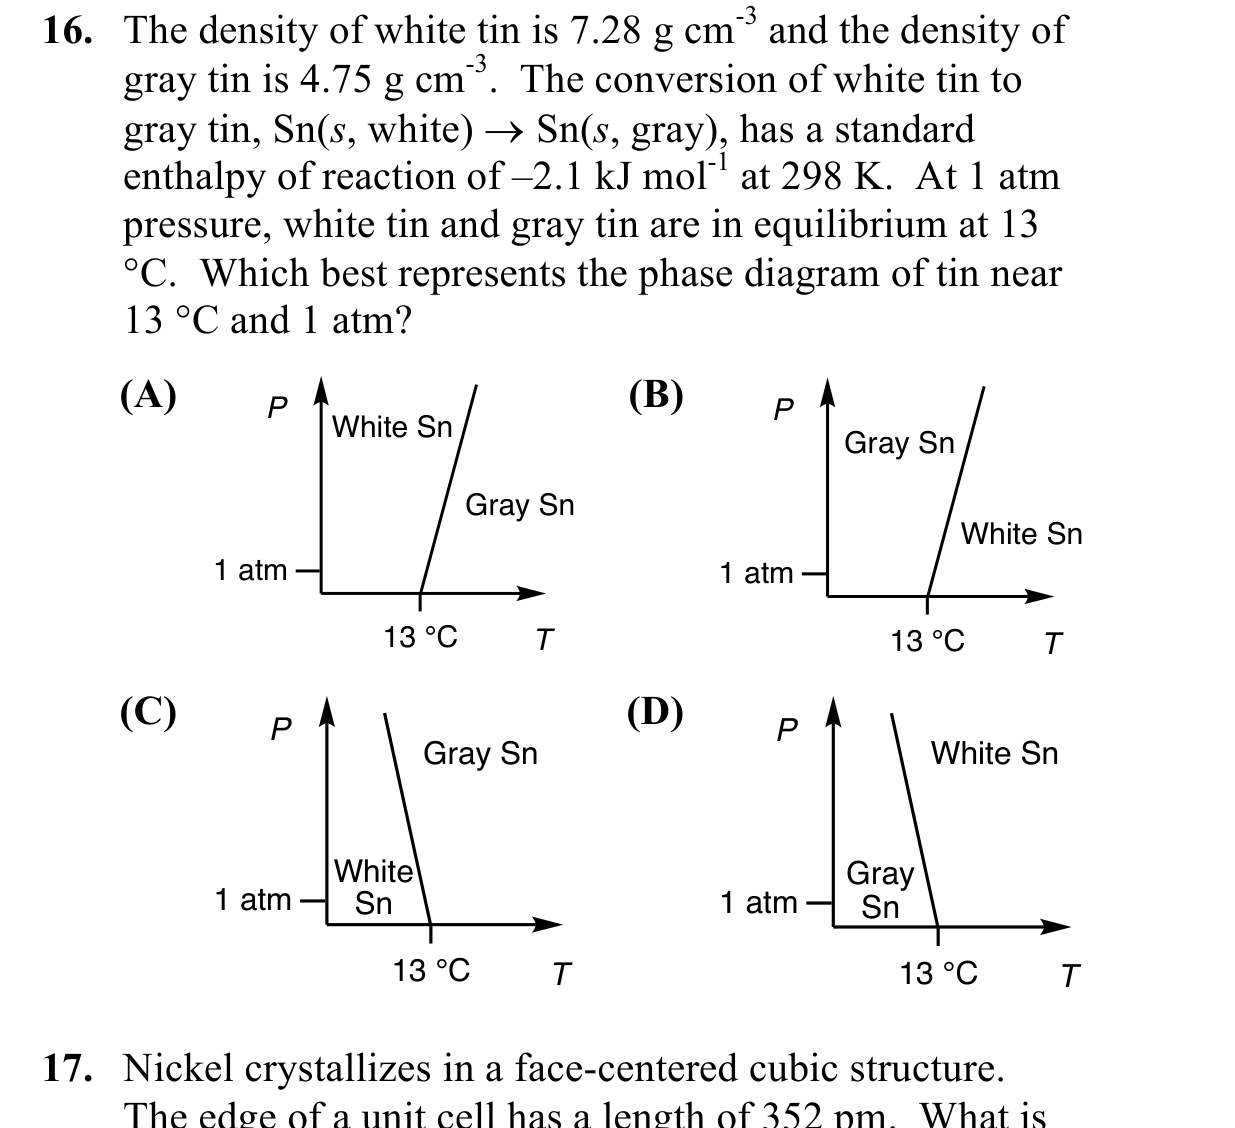 16. The density of white tin is 7.28 g cm⁻³ and the density of
gray tin is 4.75 g cm⁻³. The conversion of white tin to
gray tin, Sn(s, white) → Sn(s, gray), has a standard
enthalpy of reaction of –2.1 kJ mol⁻¹ at 298 K. At 1 atm
pressure, white tin and gray tin are in equilibrium at 13
°C. Which best represents the phase diagram of tin near
13 °C and 1 atm?
(A)
P
White Sn
Gray Sn
1 atm
13 °C
T
(B)
P
Gray Sn
White Sn
1 atm
13 °C
T
(C)
P
Gray Sn
White
Sn
1 atm
13 °C
T
(D)
P
White Sn
Gray
Sn
1 atm
13 °C
T
17. Nickel crystallizes in a face-centered cubic structure.
The edge of a unit cell has a length of 352 pm. What is